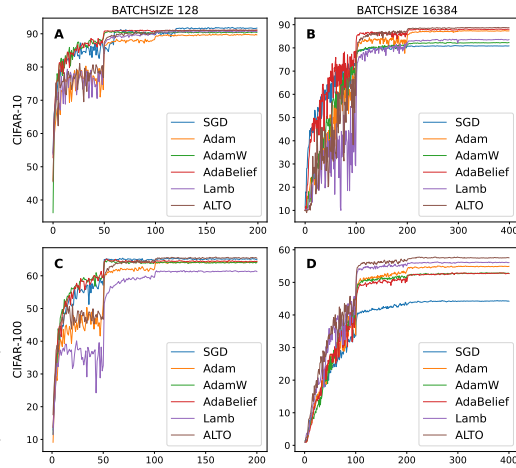 BATCHSIZE 128
BATCHSIZE 16384
CIFAR-10
A
90
80
70
60
50
40
0 50 100 150 200
SGD
Adam
AdamW
AdaBelief
Lamb
ALTO
B
90
80
70
60
50
40
30
20
10
0 100 200 300 400
SGD
Adam
AdamW
AdaBelief
Lamb
ALTO
CIFAR-100
C
60
50
40
30
20
10
0 50 100 150 200
SGD
Adam
AdamW
AdaBelief
Lamb
ALTO
D
60
50
40
30
20
10
0
0 100 200 300 400
SGD
Adam
AdamW
AdaBelief
Lamb
ALTO